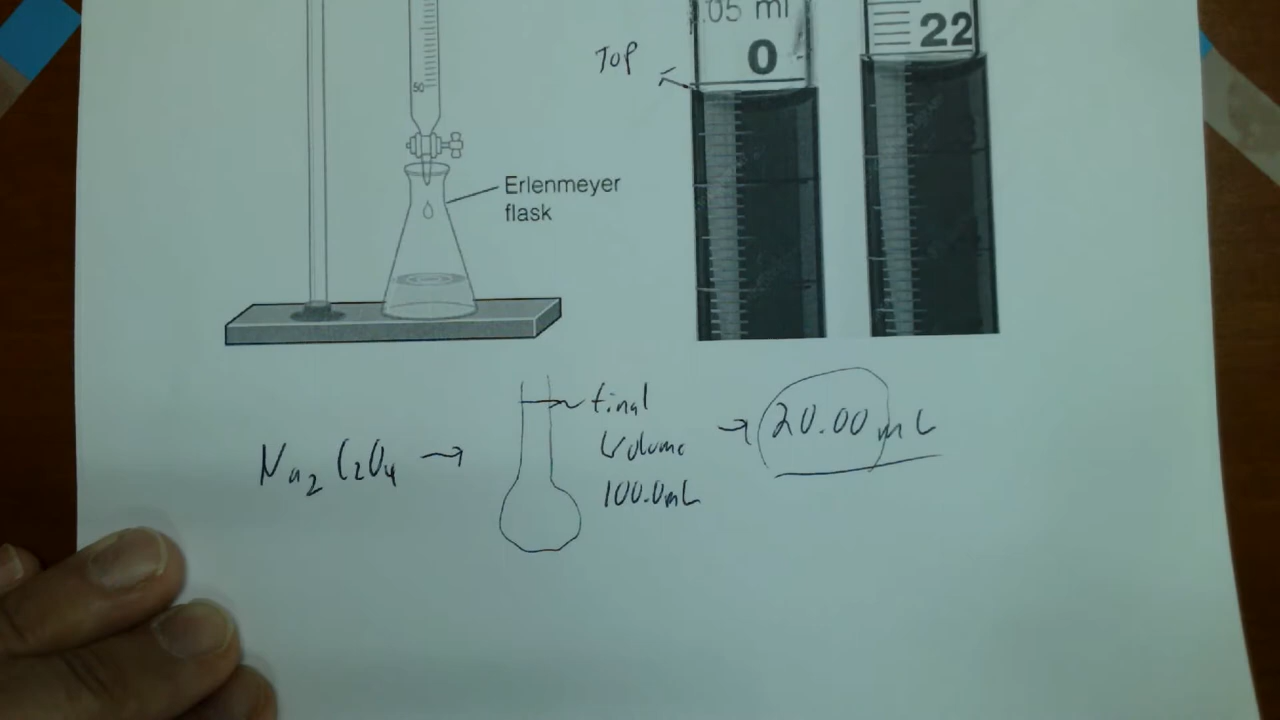 .05 ml
0
22
TOP
50
Erlenmeyer
flask
Na2C2O4 → final
Volume
100.0mL
→ 20.00 mL